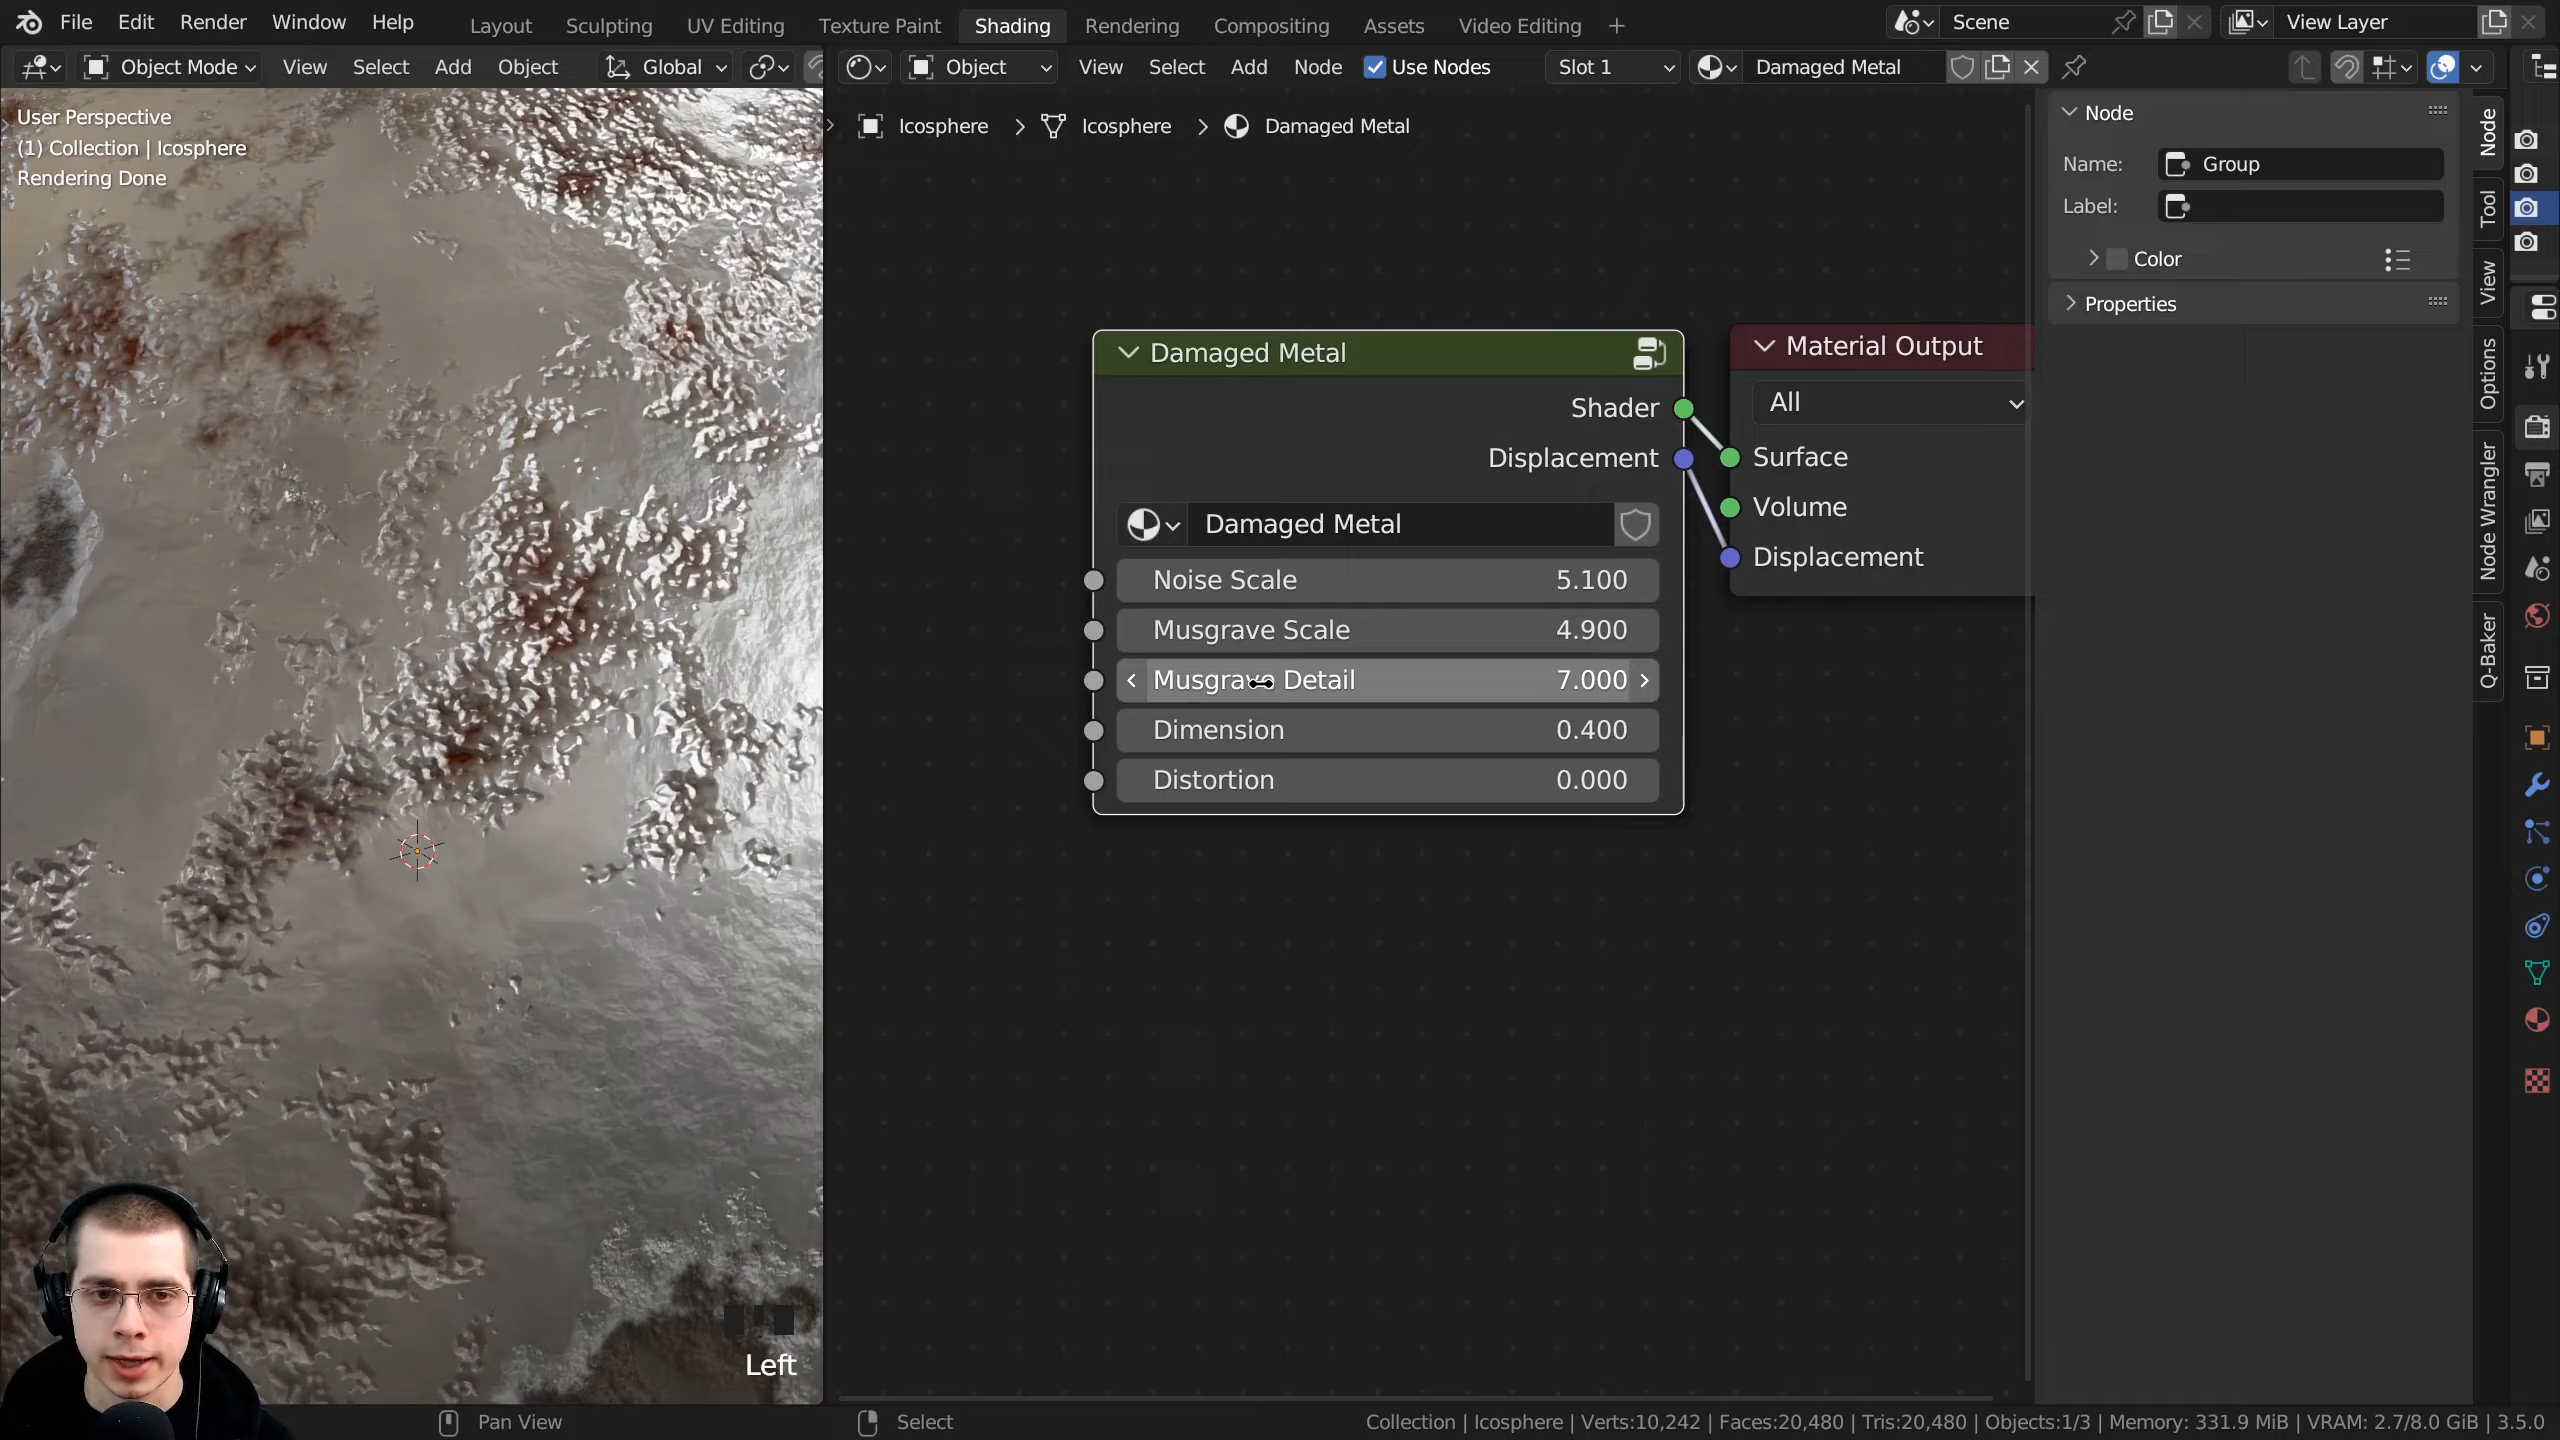 File Edit Render Window Help Layout Sculpting UV Editing Texture Paint Shading Rendering Compositing Assets Video Editing + Scene View Layer
Object Mode View Select Add Object Global Object View Select Add Node Use Nodes Slot 1 Damaged Metal
User Perspective
(1) Collection | Icosphere
Rendering Done
Icosphere > Icosphere > Damaged Metal
Damaged Metal
Shader
Displacement
Damaged Metal
Noise Scale 5.100
Musgrave Scale 4.900
Musgrave Detail 7.000
Dimension 0.400
Distortion 0.000
Material Output
All
Surface
Volume
Displacement
Node
Name: Group
Label:
Color
Properties
Node
Tool
View
Options
Node Wrangler
Q-Baker
Left
Pan View
Select
Collection | Icosphere | Verts:10,242 | Faces:20,480 | Tris:20,480 | Objects:1/3 | Memory: 331.9 MiB | VRAM: 2.7/8.0 GiB | 3.5.0